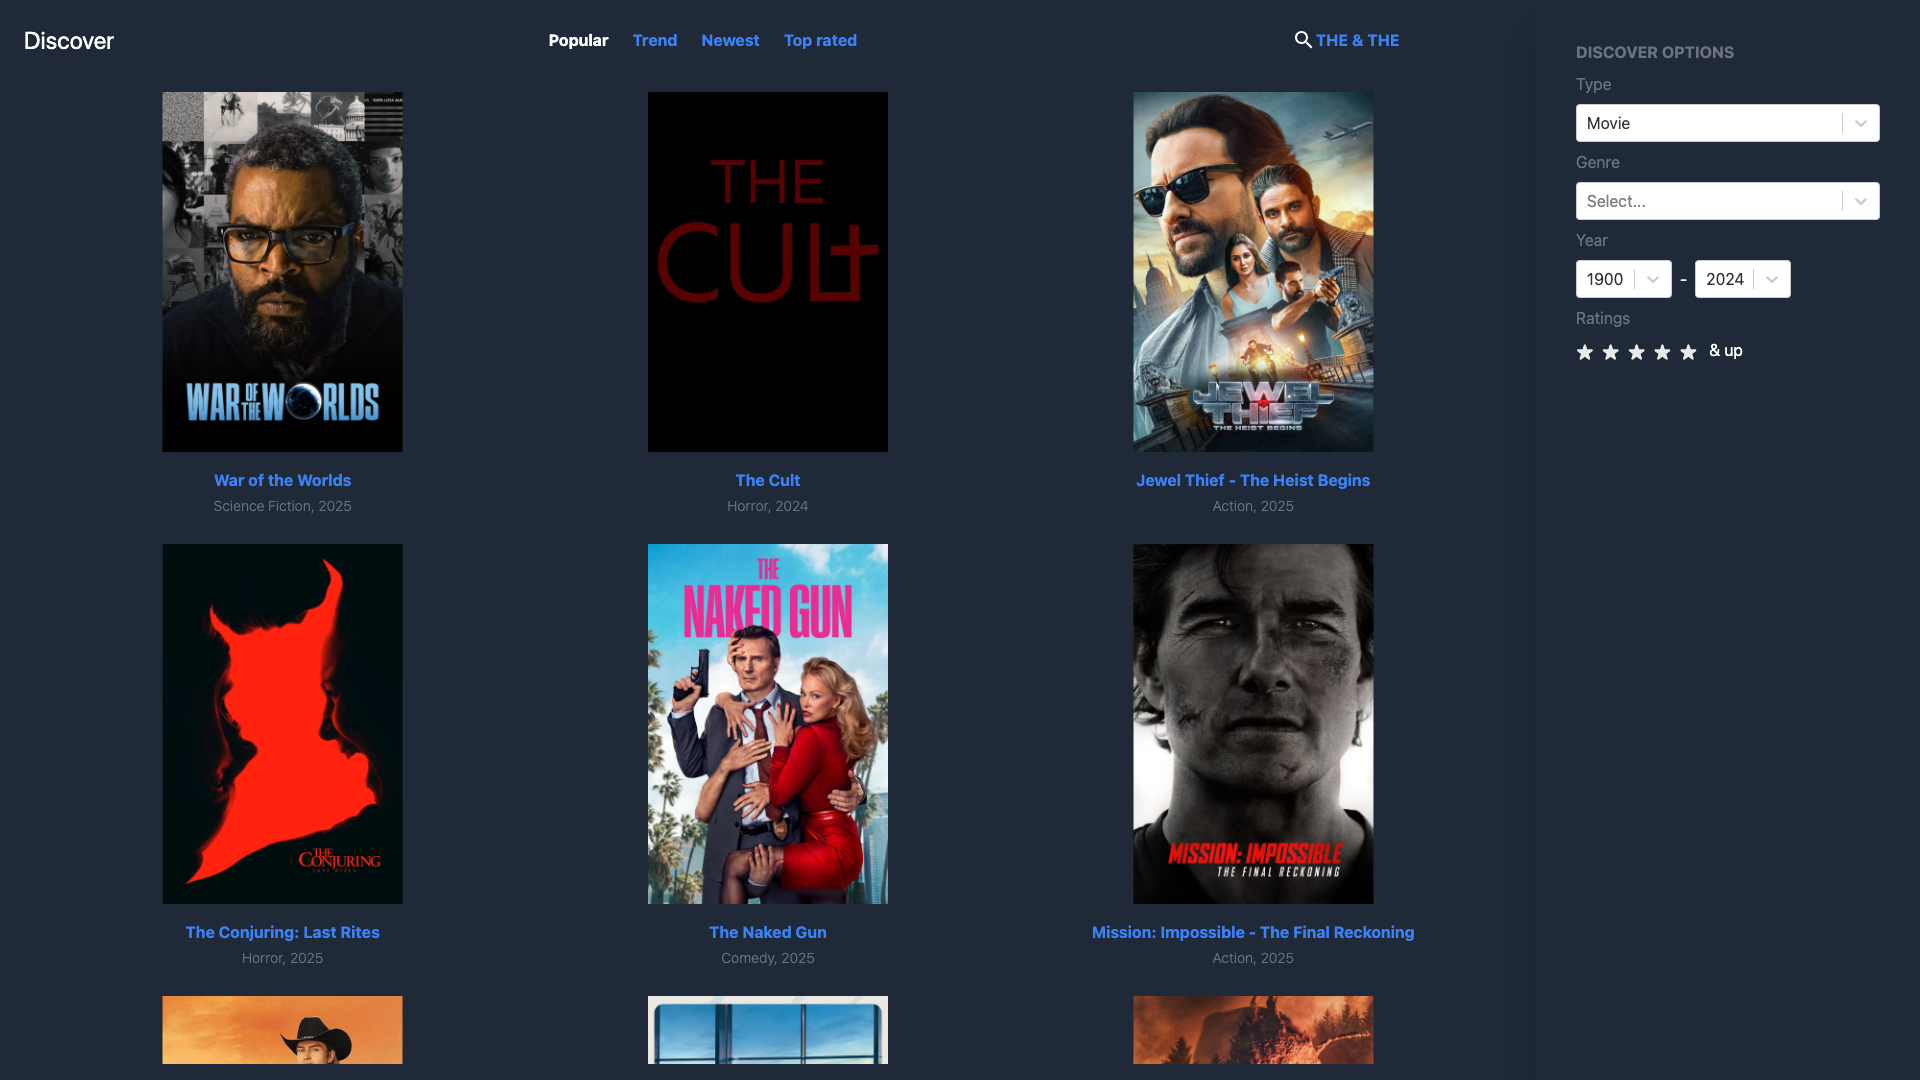 Discover
Popular Trend Newest Top rated
THE & THE
DISCOVER OPTIONS
Type
Movie
Genre
Select...
Year
1900 - 2024
Ratings
& up
WAR OF THE WORLDS
War of the Worlds
Science Fiction, 2025
THE
CULT
The Cult
Horror, 2024
JEWEL
THIEF
THE HEIST BEGINS
Jewel Thief - The Heist Begins
Action, 2025
THE
CONJURING
LAST RITES
The Conjuring: Last Rites
Horror, 2025
THE
NAKED GUN
The Naked Gun
Comedy, 2025
MISSION: IMPOSSIBLE
THE FINAL RECKONING
Mission: Impossible - The Final Reckoning
Action, 2025